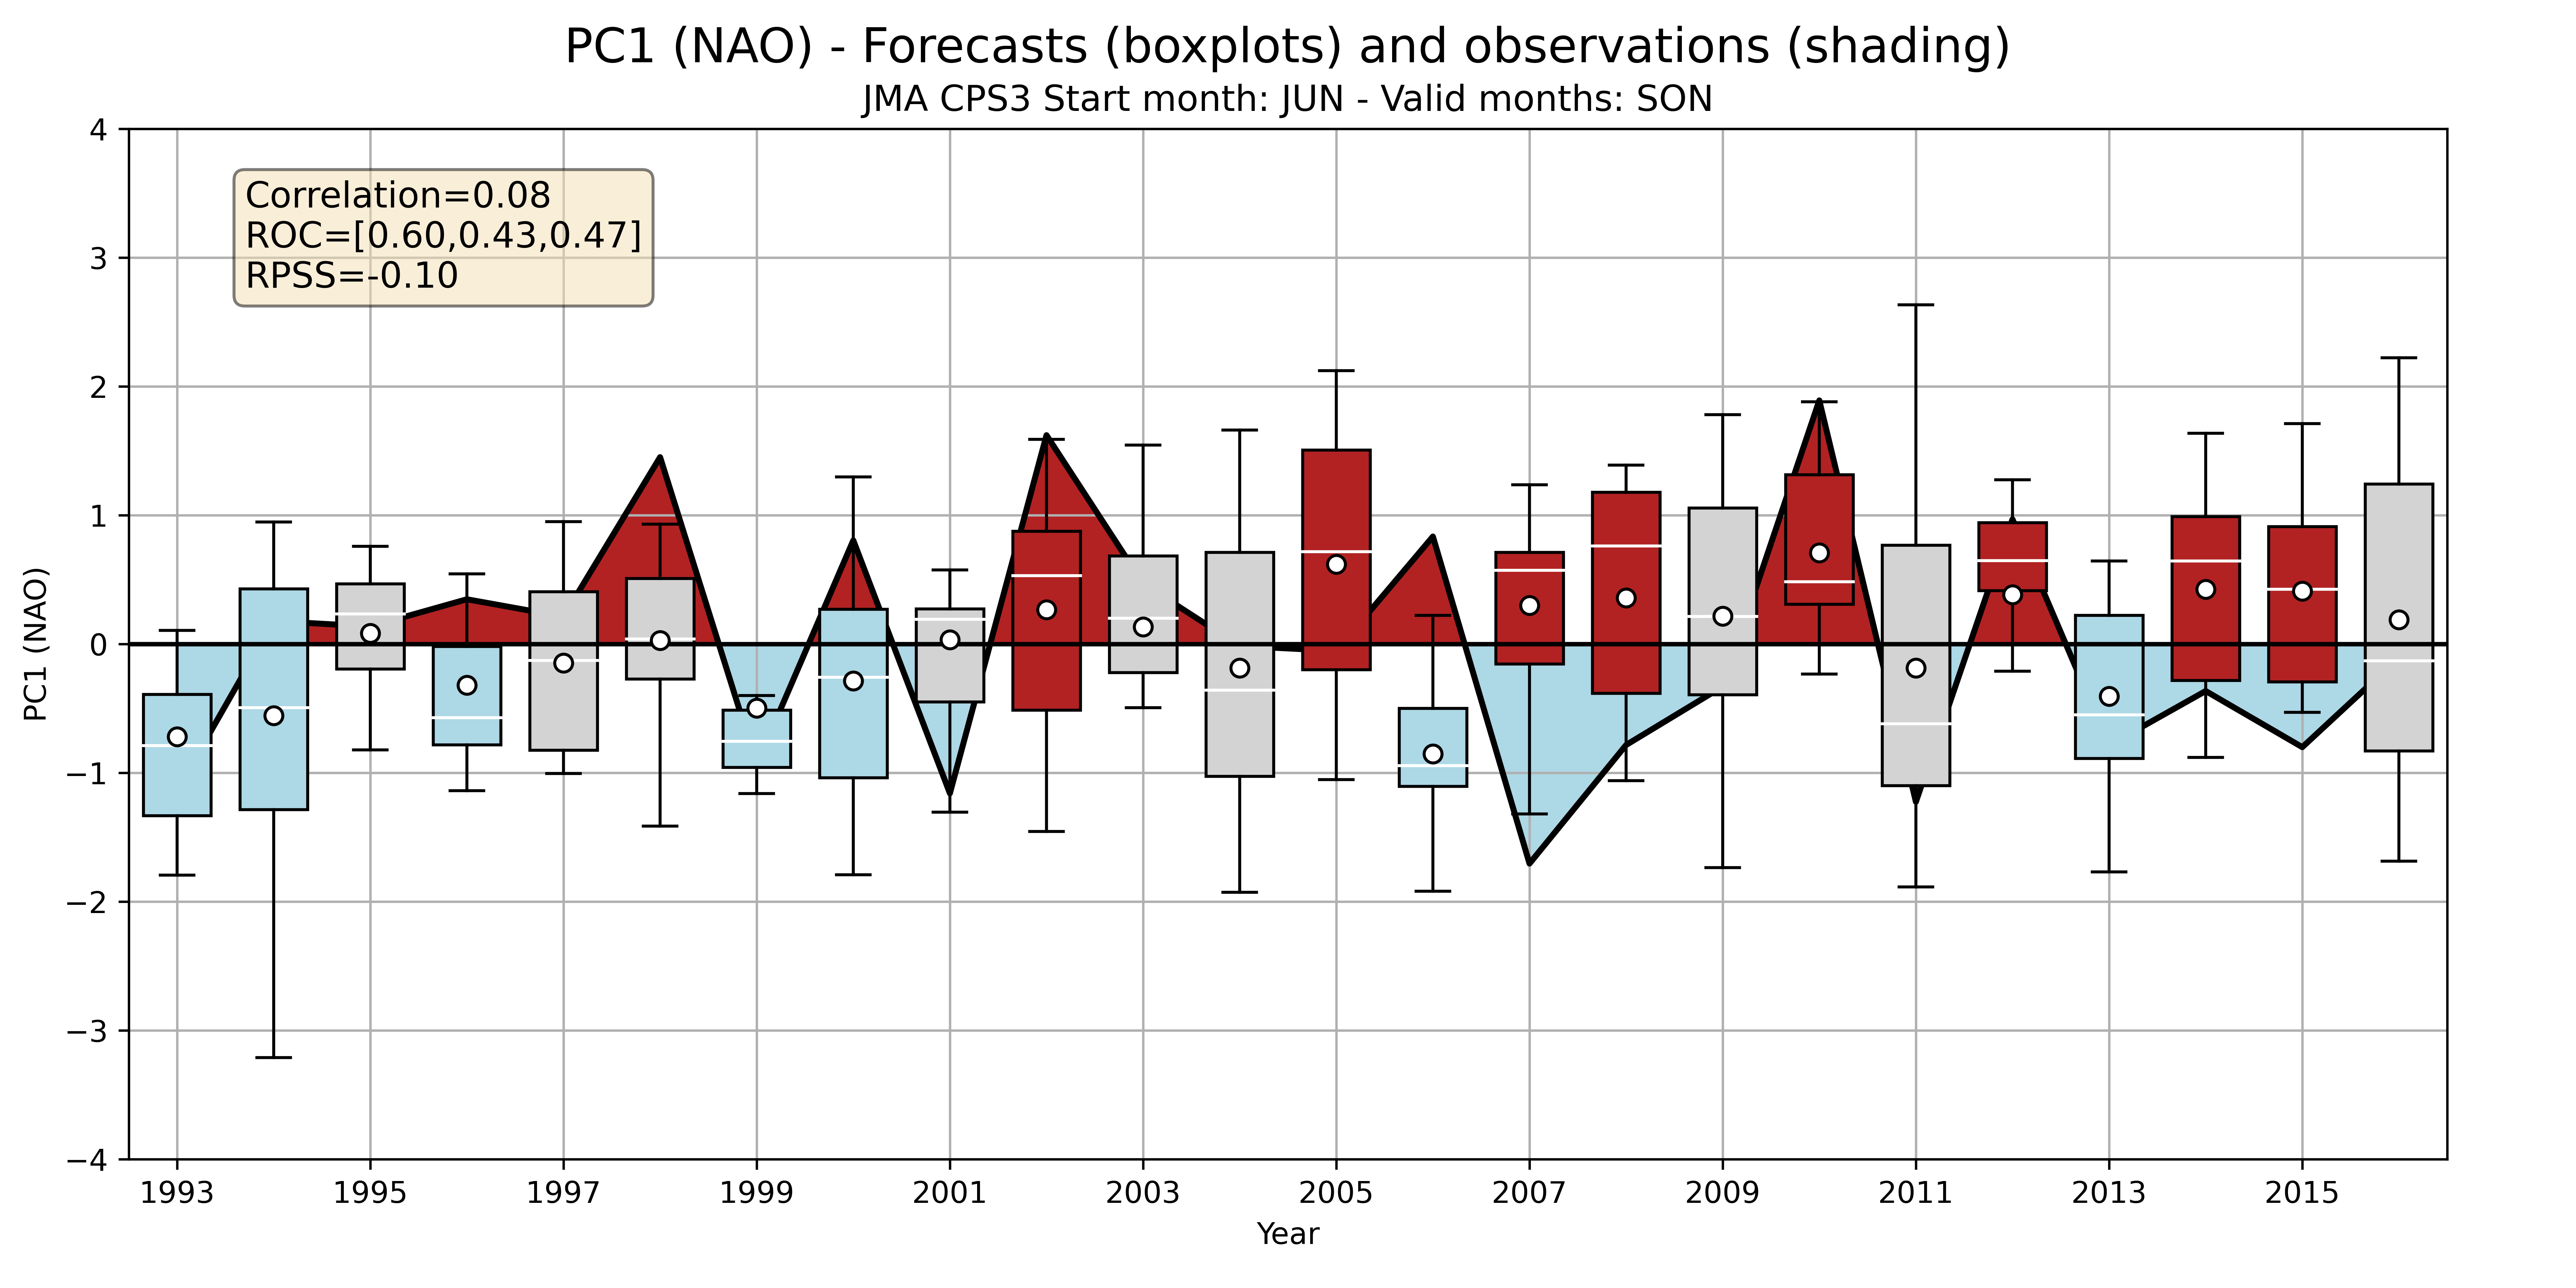 PC1 (NAO) - Forecasts (boxplots) and observations (shading)
JMA CPS3 Start month: JUN - Valid months: SON
Correlation=0.08
ROC=[0.60,0.43,0.47]
RPSS=-0.10
PC1 (NAO)
4
3
2
1
0
−1
−2
−3
−4
1993 1995 1997 1999 2001 2003 2005 2007 2009 2011 2013 2015
Year